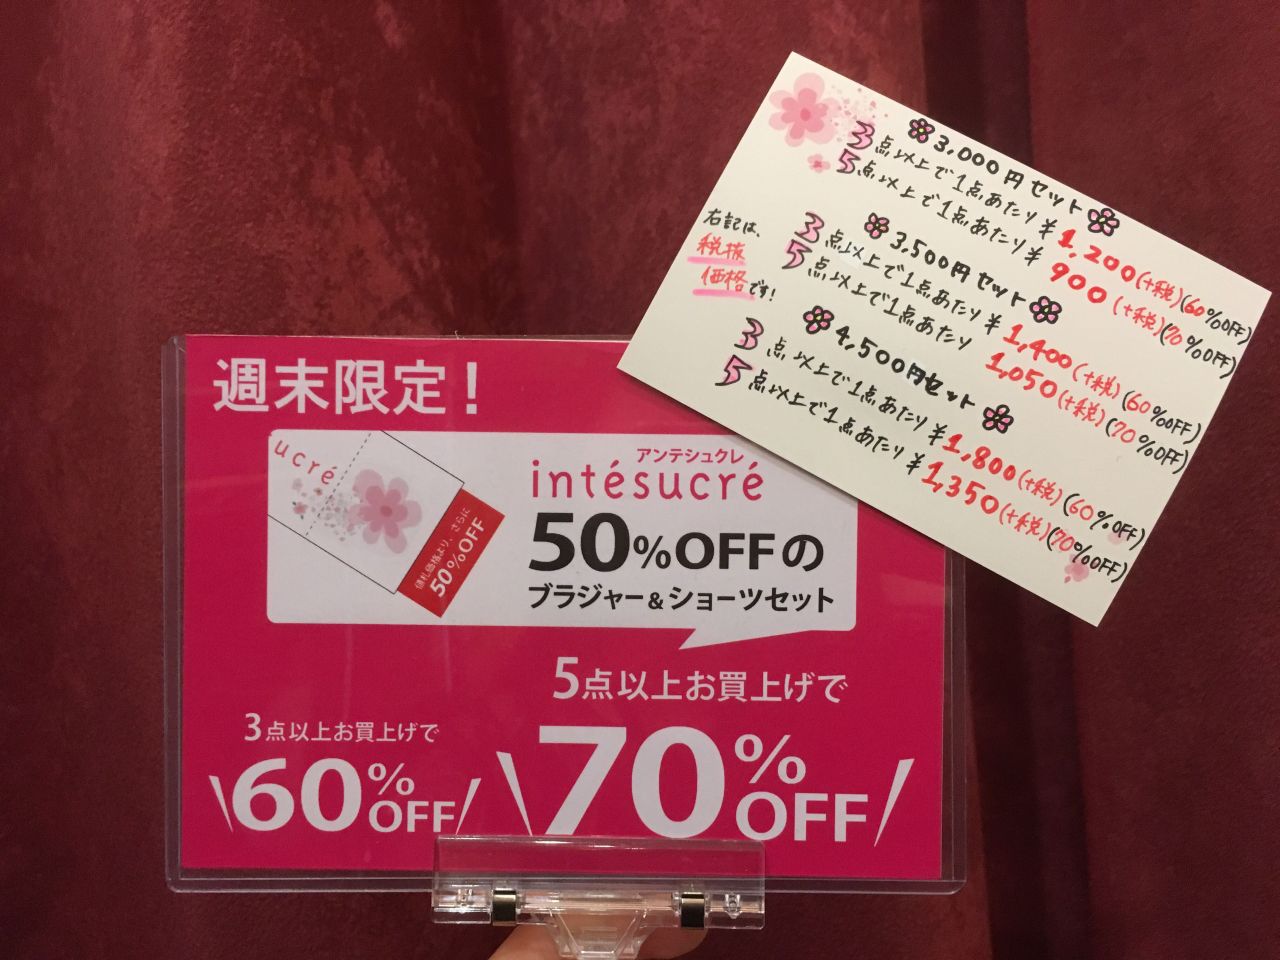 週末限定!
ucré
値札価格より、さらに
50%OFF
アンテシュクレ
intésucré
50%OFFの
ブラジャー&ショーツセット
3点以上お買上げで
60%OFF
5点以上お買上げで
70%OFF
右記は、
税抜
価格です!
3,000円セット
3点以上で1点あたり¥1,200(+税)(60%OFF)
5点以上で1点あたり¥900(+税)(70%OFF)
3,500円セット
3点以上で1点あたり¥1,400(+税)(60%OFF)
5点以上で1点あたり1,050(+税)(70%OFF)
4,500円セット
3点以上で1点あたり¥1,800(+税)(60%OFF)
5点以上で1点あたり¥1,350(+税)(70%OFF)